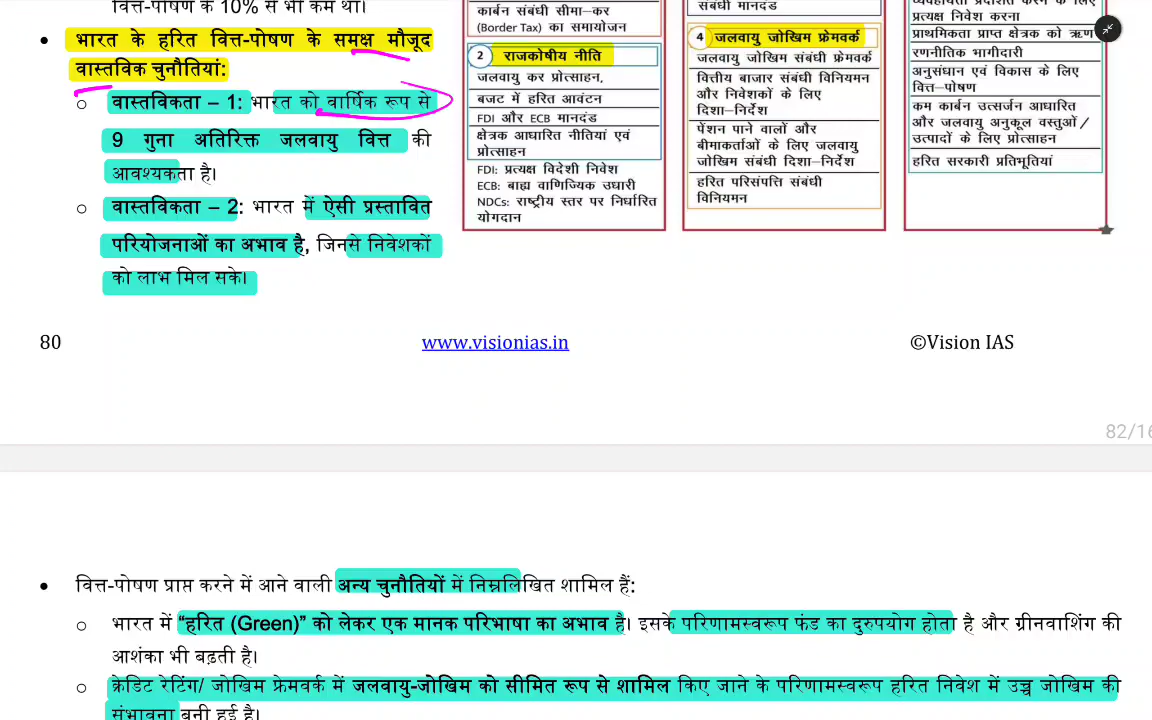 वित्त-पोषण के 10% से भी कम था।
भारत के हरित वित्त-पोषण के समक्ष मौजूद
वास्तविक चुनौतियां:
वास्तविकता – 1: भारत को वार्षिक रूप से
9 गुना अतिरिक्त जलवायु वित्त की
आवश्यकता है।
वास्तविकता – 2: भारत में ऐसी प्रस्तावित
परियोजनाओं का अभाव है, जिनसे निवेशकों
को लाभ मिल सके।
कार्बन संबंधी सीमा–कर
(Border Tax) का समायोजन
2 राजकोषीय नीति
जलवायु कर प्रोत्साहन,
बजट में हरित आवंटन
FDI और ECB मानदंड
क्षेत्रक आधारित नीतियां एवं
प्रोत्साहन
FDI: प्रत्यक्ष विदेशी निवेश
ECB: बाह्य वाणिज्यिक उधारी
NDCs: राष्ट्रीय स्तर पर निर्धारित
योगदान
संबंधी मानदंड
4 जलवायु जोखिम फ्रेमवर्क
जलवायु जोखिम संबंधी फ्रेमवर्क
वित्तीय बाजार संबंधी विनियमन
और निवेशकों के लिए
दिशा–निर्देश
पेंशन पाने वालों और
बीमाकर्ताओं के लिए जलवायु
जोखिम संबंधी दिशा–निर्देश
हरित परिसंपत्ति संबंधी
विनियमन
व्यवहार्यता प्रदर्शित करने के लिए
प्रत्यक्ष निवेश करना
प्राथमिकता प्राप्त क्षेत्रक को ऋण
रणनीतिक भागीदारी
अनुसंधान एवं विकास के लिए
वित्त–पोषण
कम कार्बन उत्सर्जन आधारित
और जलवायु अनुकूल वस्तुओं /
उत्पादों के लिए प्रोत्साहन
हरित सरकारी प्रतिभूतियां
80 www.visionias.in ©Vision IAS
82/16
वित्त-पोषण प्राप्त करने में आने वाली अन्य चुनौतियों में निम्नलिखित शामिल हैं:
भारत में “हरित (Green)” को लेकर एक मानक परिभाषा का अभाव है। इसके परिणामस्वरूप फंड का दुरुपयोग होता है और ग्रीनवाशिंग की
आशंका भी बढ़ती है।
क्रेडिट रेटिंग/ जोखिम फ्रेमवर्क में जलवायु-जोखिम को सीमित रूप से शामिल किए जाने के परिणामस्वरूप हरित निवेश में उच्च जोखिम की
संभावना बनी हुई है।